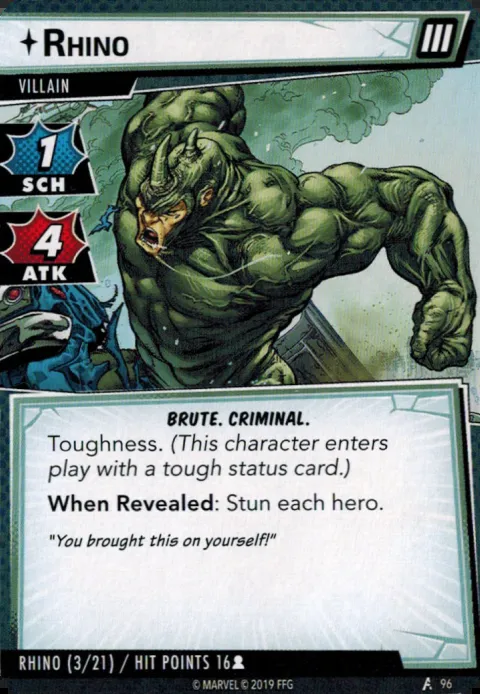 RHINO
III
VILLAIN
1
SCH
4
ATK
BRUTE. CRIMINAL.
Toughness. (This character enters
play with a tough status card.)
When Revealed: Stun each hero.
"You brought this on yourself!"
RHINO (3/21) / HIT POINTS 16
© MARVEL © 2019 FFG
96